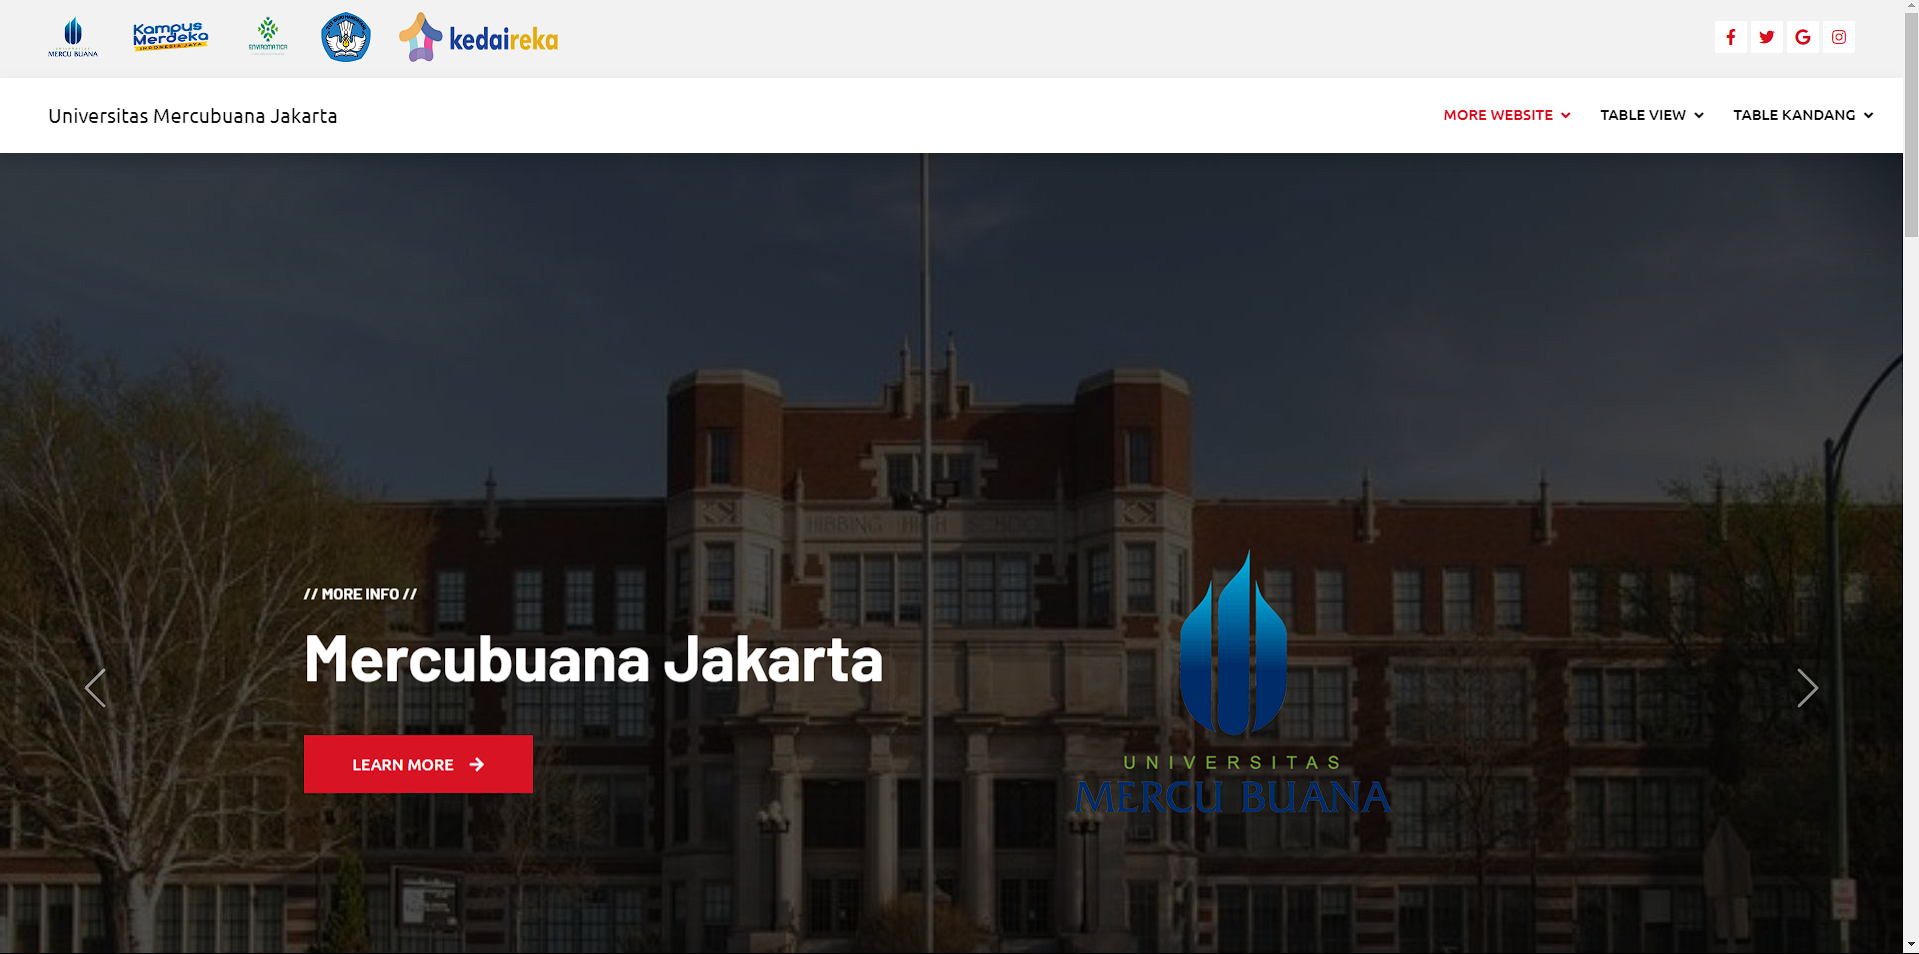 MERCU BUANA
Kampus
Merdeka
INDONESIA JAYA
ENVIROMATICA
kedaireka
Universitas Mercubuana Jakarta
MORE WEBSITE
TABLE VIEW
TABLE KANDANG
HIBBING HIGH SCHOOL
// MORE INFO //
Mercubuana Jakarta
LEARN MORE
UNIVERSITAS
MERCU BUANA